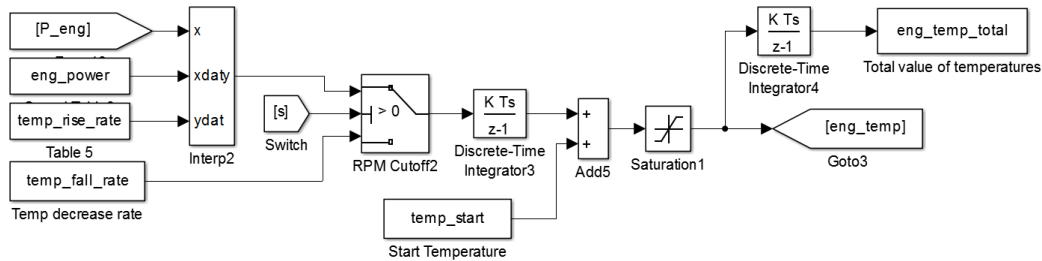 [P_eng]
x
eng_power
xdaty
temp_rise_rate
ydat
Table 5
Interp2
temp_fall_rate
Temp decrease rate
[s]
Switch
> 0
RPM Cutoff2
K Ts
z-1
Discrete-Time
Integrator3
+
+
Add5
temp_start
Start Temperature
Saturation1
K Ts
z-1
Discrete-Time
Integrator4
eng_temp_total
Total value of temperatures
[eng_temp]
Goto3